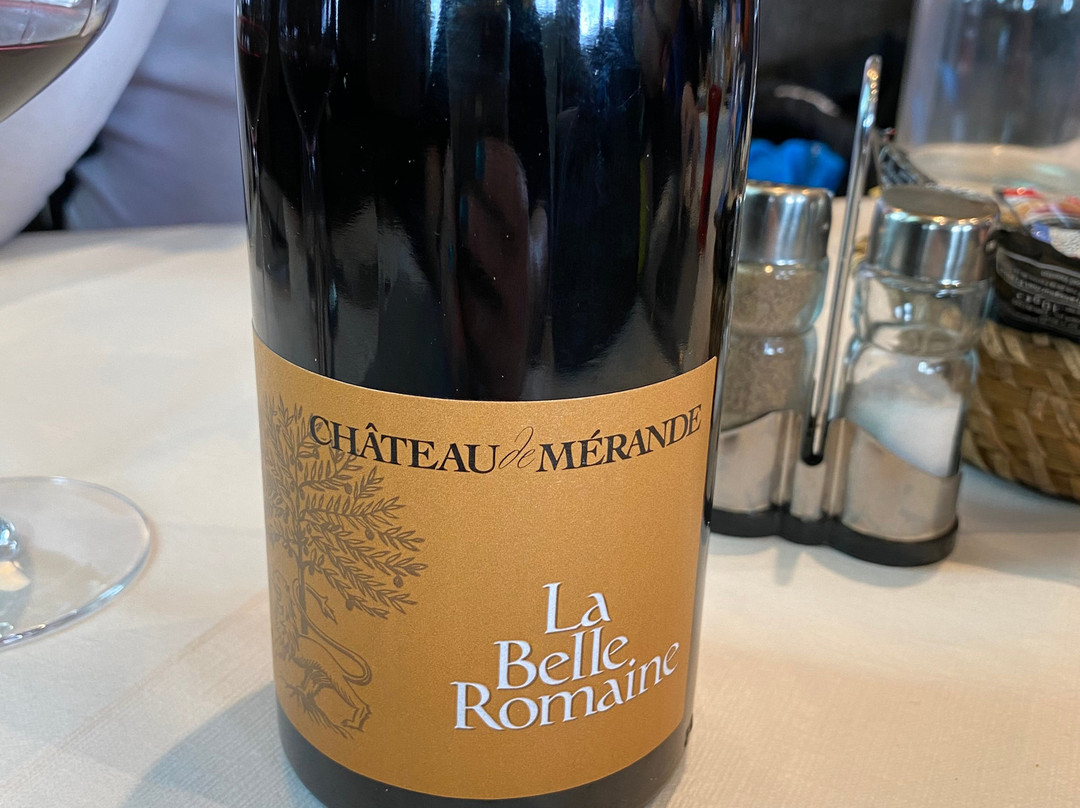 CHÂTEAU de MÉRANDE
La
Belle
Romaine